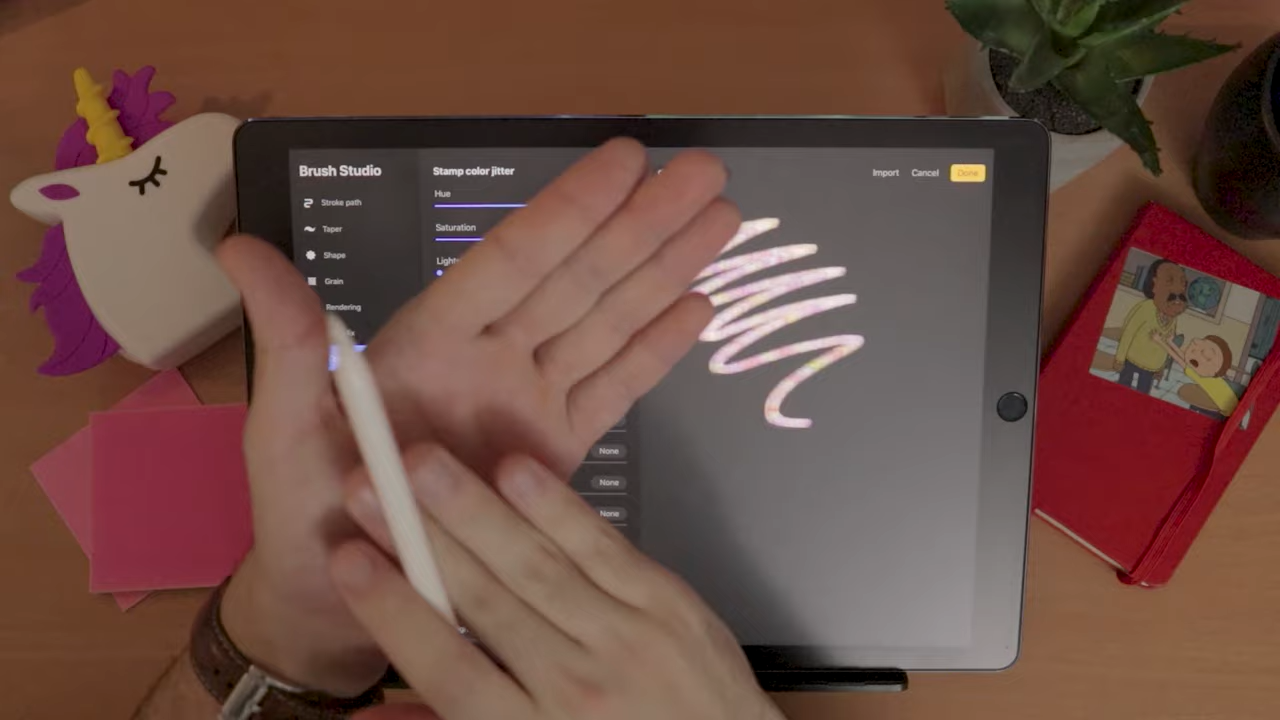 Brush Studio
Stamp color jitter
Import
Cancel
Done
Stroke path
Hue
Taper
Saturation
Shape
Grain
Rendering
None
None
None